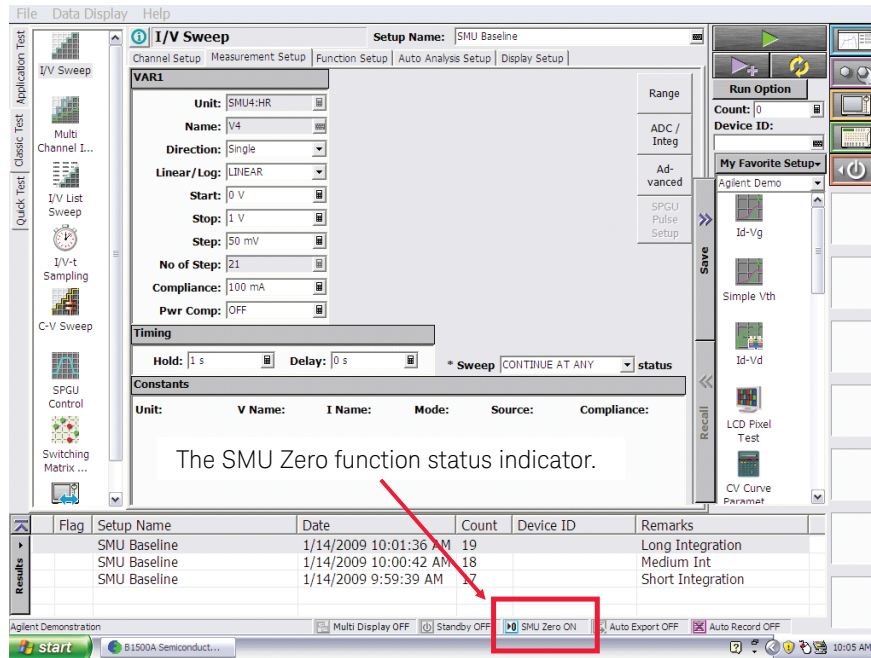 File Data Display Help
Application Test
Classic Test
Quick Test
I/V Sweep
Multi
Channel I...
I/V List
Sweep
I/V-t
Sampling
C-V Sweep
SPGU
Control
Switching
Matrix ...
I/V Sweep
Setup Name: SMU Baseline
Channel Setup Measurement Setup Function Setup Auto Analysis Setup Display Setup
VAR1
Unit: SMU4:HR
Name: V4
Direction: Single
Linear/Log: LINEAR
Start: 0 V
Stop: 1 V
Step: 50 mV
No of Step: 21
Compliance: 100 mA
Pwr Comp: OFF
Range
ADC /
Integ
Ad-
vanced
SPGU
Pulse
Setup
Timing
Hold: 1 s Delay: 0 s * Sweep CONTINUE AT ANY status
Constants
Unit: V Name: I Name: Mode: Source: Compliance:
The SMU Zero function status indicator.
Save
Recall
Run Option
Count: 0
Device ID:
My Favorite Setup
Agilent Demo
Id-Vg
Simple Vth
Id-Vd
LCD Pixel
Test
CV Curve
Paramet
Results
Flag Setup Name Date Count Device ID Remarks
SMU Baseline 1/14/2009 10:01:36 AM 19 Long Integration
SMU Baseline 1/14/2009 10:00:42 AM 18 Medium Int
SMU Baseline 1/14/2009 9:59:39 AM 17 Short Integration
Agilent Demonstration Multi Display OFF Standby OFF SMU Zero ON Auto Export OFF Auto Record OFF
start B1500A Semiconduct... 10:05 AM